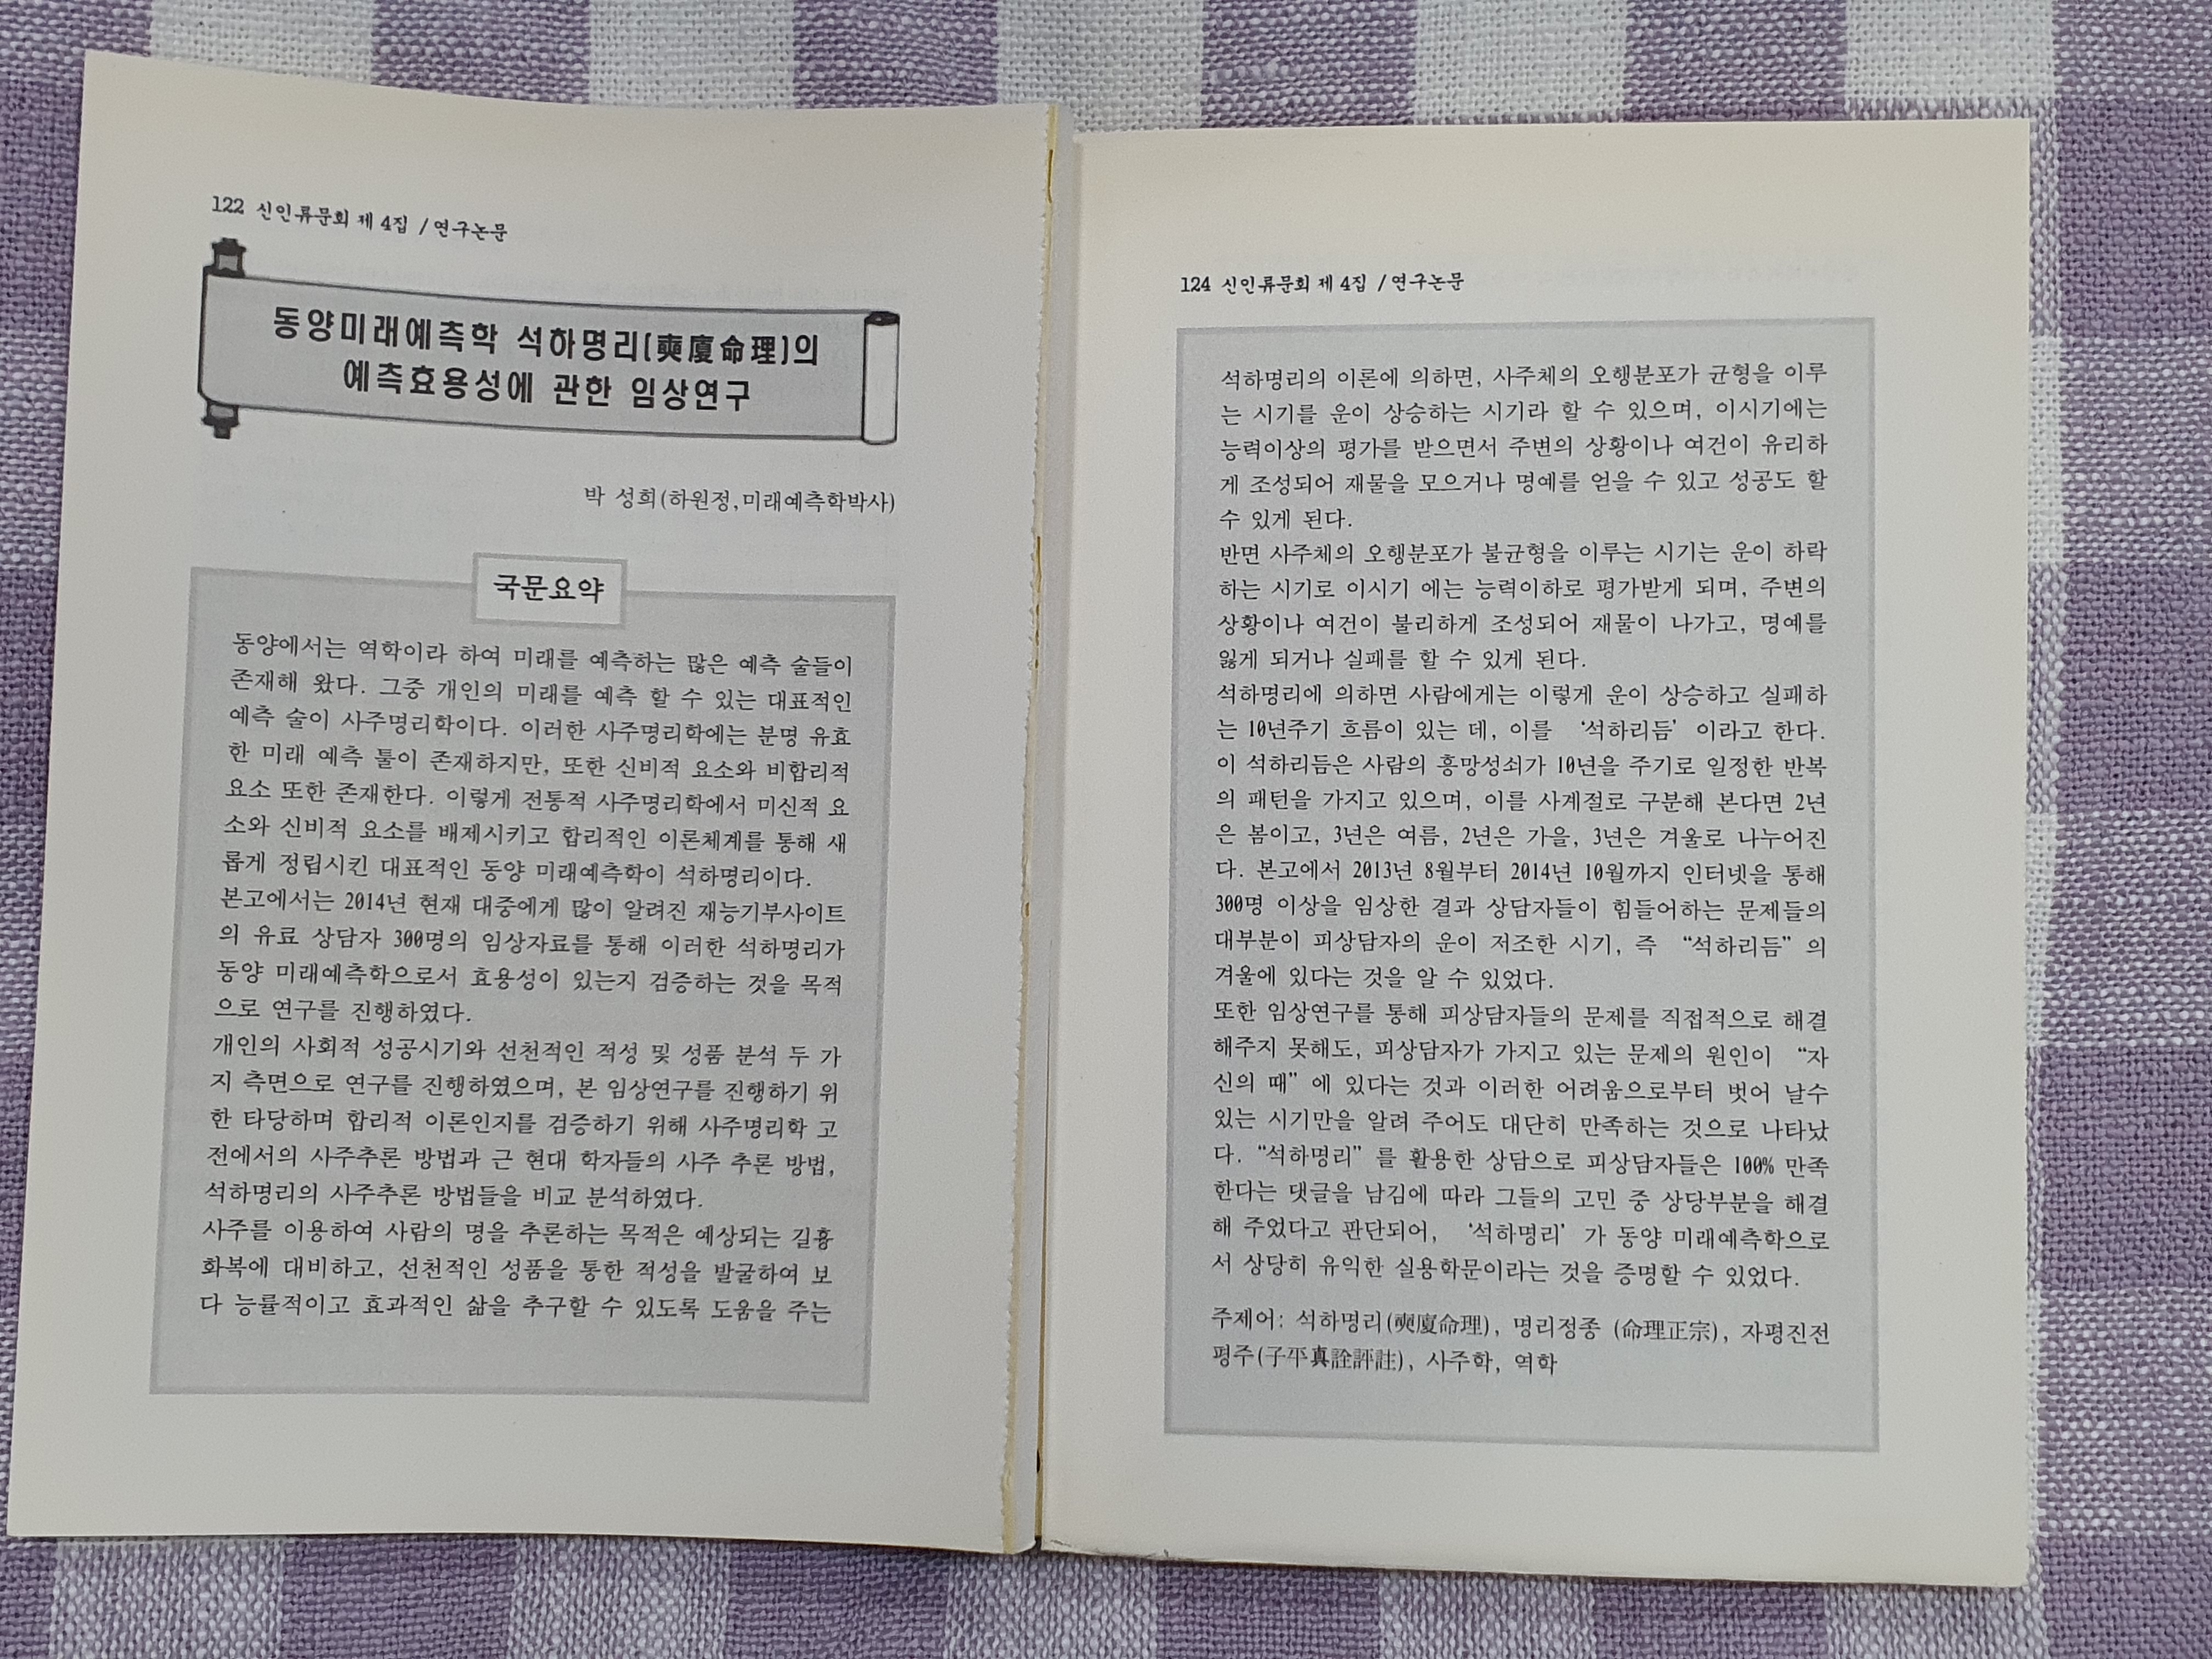 122 신인류문회 제 4집 /연구논문
동양미래예측학 석하명리(奭廈命理)의
예측효용성에 관한 임상연구
박 성희(하원정,미래예측학박사)
국문요약
동양에서는 역학이라 하여 미래를 예측하는 많은 예측 술들이
존재해 왔다. 그중 개인의 미래를 예측 할 수 있는 대표적인
예측 술이 사주명리학이다. 이러한 사주명리학에는 분명 유효
한 미래 예측 툴이 존재하지만, 또한 신비적 요소와 비합리적
요소 또한 존재한다. 이렇게 전통적 사주명리학에서 미신적 요
소와 신비적 요소를 배제시키고 합리적인 이론체계를 통해 새
롭게 정립시킨 대표적인 동양 미래예측학이 석하명리이다.
본고에서는 2014년 현재 대중에게 많이 알려진 재능기부사이트
의 유료 상담자 300명의 임상자료를 통해 이러한 석하명리가
동양 미래예측학으로서 효용성이 있는지 검증하는 것을 목적
으로 연구를 진행하였다.
개인의 사회적 성공시기와 선천적인 적성 및 성품 분석 두 가
지 측면으로 연구를 진행하였으며, 본 임상연구를 진행하기 위
한 타당하며 합리적 이론인지를 검증하기 위해 사주명리학 고
전에서의 사주추론 방법과 근 현대 학자들의 사주 추론 방법,
석하명리의 사주추론 방법들을 비교 분석하였다.
사주를 이용하여 사람의 명을 추론하는 목적은 예상되는 길흉
화복에 대비하고, 선천적인 성품을 통한 적성을 발굴하여 보
다 능률적이고 효과적인 삶을 추구할 수 있도록 도움을 주는
124 신인류문회 제 4집 /연구논문
석하명리의 이론에 의하면, 사주체의 오행분포가 균형을 이루
는 시기를 운이 상승하는 시기라 할 수 있으며, 이시기에는
능력이상의 평가를 받으면서 주변의 상황이나 여건이 유리하
게 조성되어 재물을 모으거나 명예를 얻을 수 있고 성공도 할
수 있게 된다.
반면 사주체의 오행분포가 불균형을 이루는 시기는 운이 하락
하는 시기로 이시기 에는 능력이하로 평가받게 되며, 주변의
상황이나 여건이 불리하게 조성되어 재물이 나가고, 명예를
잃게 되거나 실패를 할 수 있게 된다.
석하명리에 의하면 사람에게는 이렇게 운이 상승하고 실패하
는 10년주기 흐름이 있는 데, 이를 ‘석하리듬’ 이라고 한다.
이 석하리듬은 사람의 흥망성쇠가 10년을 주기로 일정한 반복
의 패턴을 가지고 있으며, 이를 사계절로 구분해 본다면 2년
은 봄이고, 3년은 여름, 2년은 가을, 3년은 겨울로 나누어진
다. 본고에서 2013년 8월부터 2014년 10월까지 인터넷을 통해
300명 이상을 임상한 결과 상담자들이 힘들어하는 문제들의
대부분이 피상담자의 운이 저조한 시기, 즉 “석하리듬” 의
겨울에 있다는 것을 알 수 있었다.
또한 임상연구를 통해 피상담자들의 문제를 직접적으로 해결
해주지 못해도, 피상담자가 가지고 있는 문제의 원인이 “자
신의 때” 에 있다는 것과 이러한 어려움으로부터 벗어 날수
있는 시기만을 알려 주어도 대단히 만족하는 것으로 나타났
다. “석하명리” 를 활용한 상담으로 피상담자들은 100% 만족
한다는 댓글을 남김에 따라 그들의 고민 중 상당부분을 해결
해 주었다고 판단되어, ‘석하명리’ 가 동양 미래예측학으로
서 상당히 유익한 실용학문이라는 것을 증명할 수 있었다.
주제어: 석하명리(奭廈命理), 명리정종 (命理正宗), 자평진전
평주(子平真詮評註), 사주학, 역학